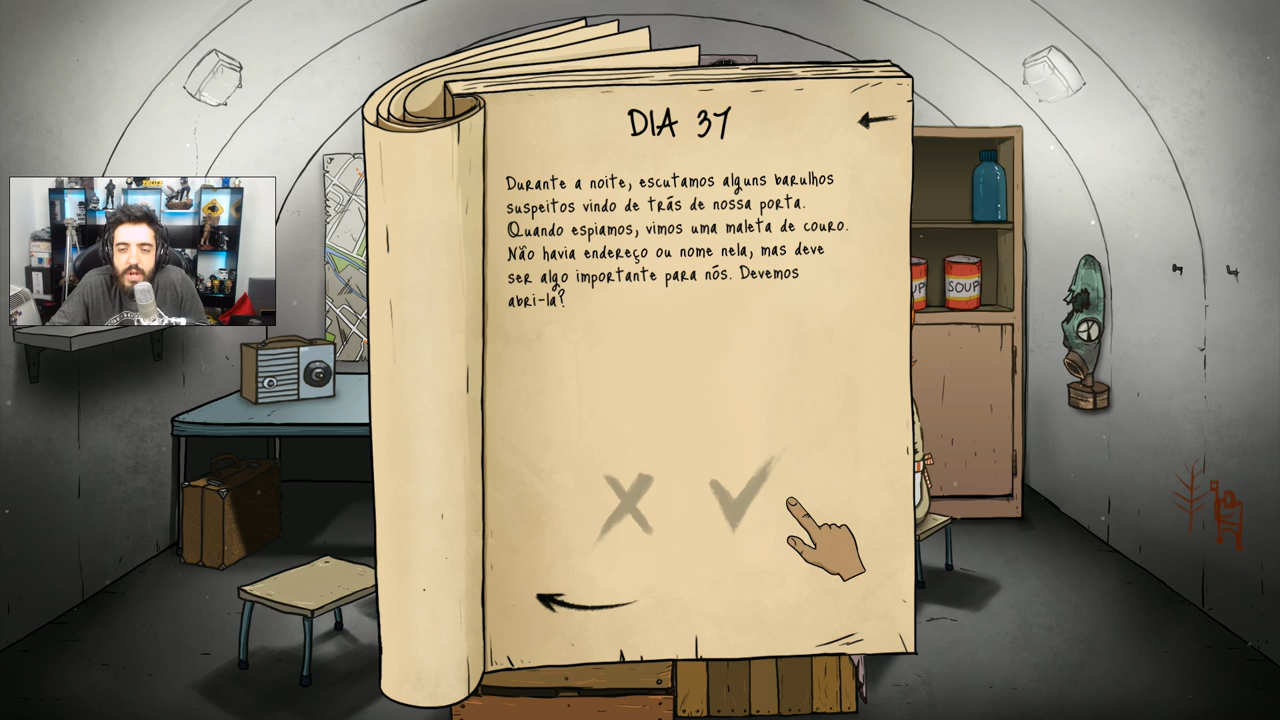 DIA 37
Durante a noite, escutamos alguns barulhos
suspeitos vindo de trás de nossa porta.
Quando espiamos, vimos uma maleta de couro.
Não havia endereço ou nome nela, mas deve
ser algo importante para nós. Devemos
abri-la?
UP
SOUP